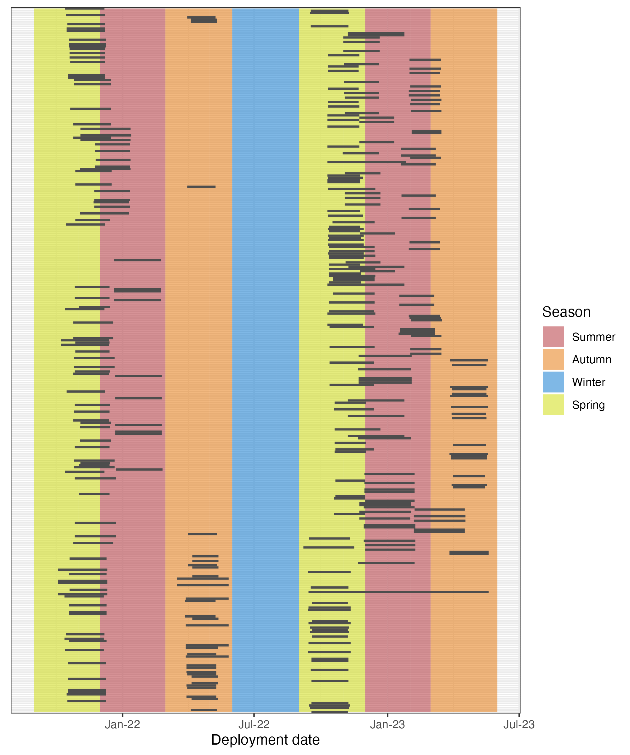 Season
Summer
Autumn
Winter
Spring
Jan-22
Jul-22
Jan-23
Jul-23
Deployment date